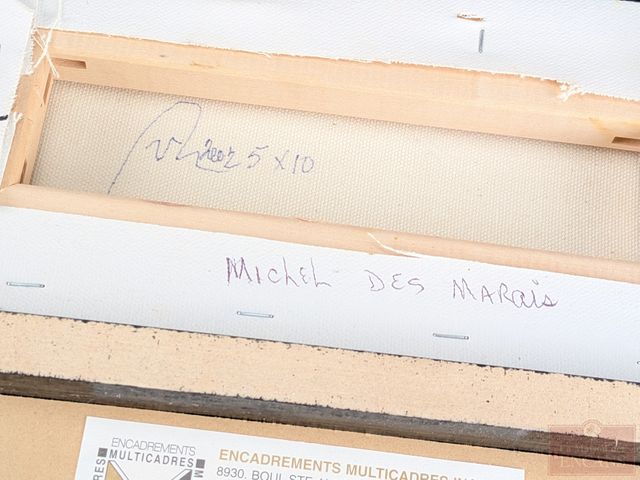 2002 5 X 10
MICHEL DES MARAIS
ENCADREMENTS
MULTICADRES
ENCADREMENTS MULTICADRES
8930, BOUL STE-